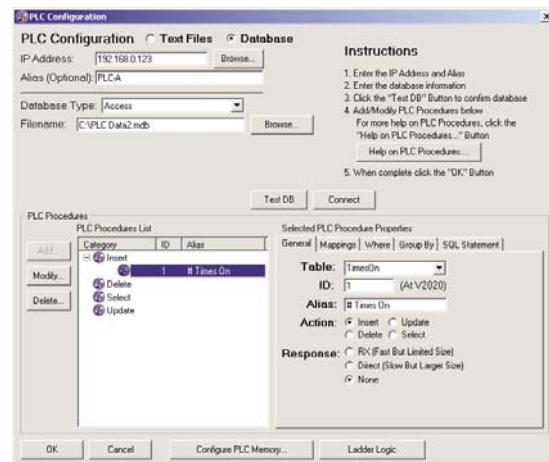 PLC Configuration
PLC Configuration Text Files Database
IP Address: 192.168.0.123 Browse...
Alias (Optional): PLC-A
Database Type: Access
Filename: C:\PLC Data2.mdb Browse...
Instructions
1. Enter the IP Address and Alias
2. Enter the database information
3. Click the "Test DB" Button to confirm database
4. Add/Modify PLC Procedures below
For more help on PLC Procedures, click the
"Help on PLC Procedures..." Button
Help on PLC Procedures...
5. When complete click the "OK" Button
Test DB Connect
PLC Procedures
PLC Procedures List
Add...
Modify...
Delete...
Category ID Alias
Insert
1 # Times On
Delete
Select
Update
Selected PLC Procedure Properties
General Mappings Where Group By SQL Statement
Table: TimesOn
ID: 1 (At V2020)
Alias: # Times On
Action: Insert Update
Delete Select
Response: RX (Fast But Limited Size)
Direct (Slow But Larger Size)
None
OK Cancel Configure PLC Memory... Ladder Logic